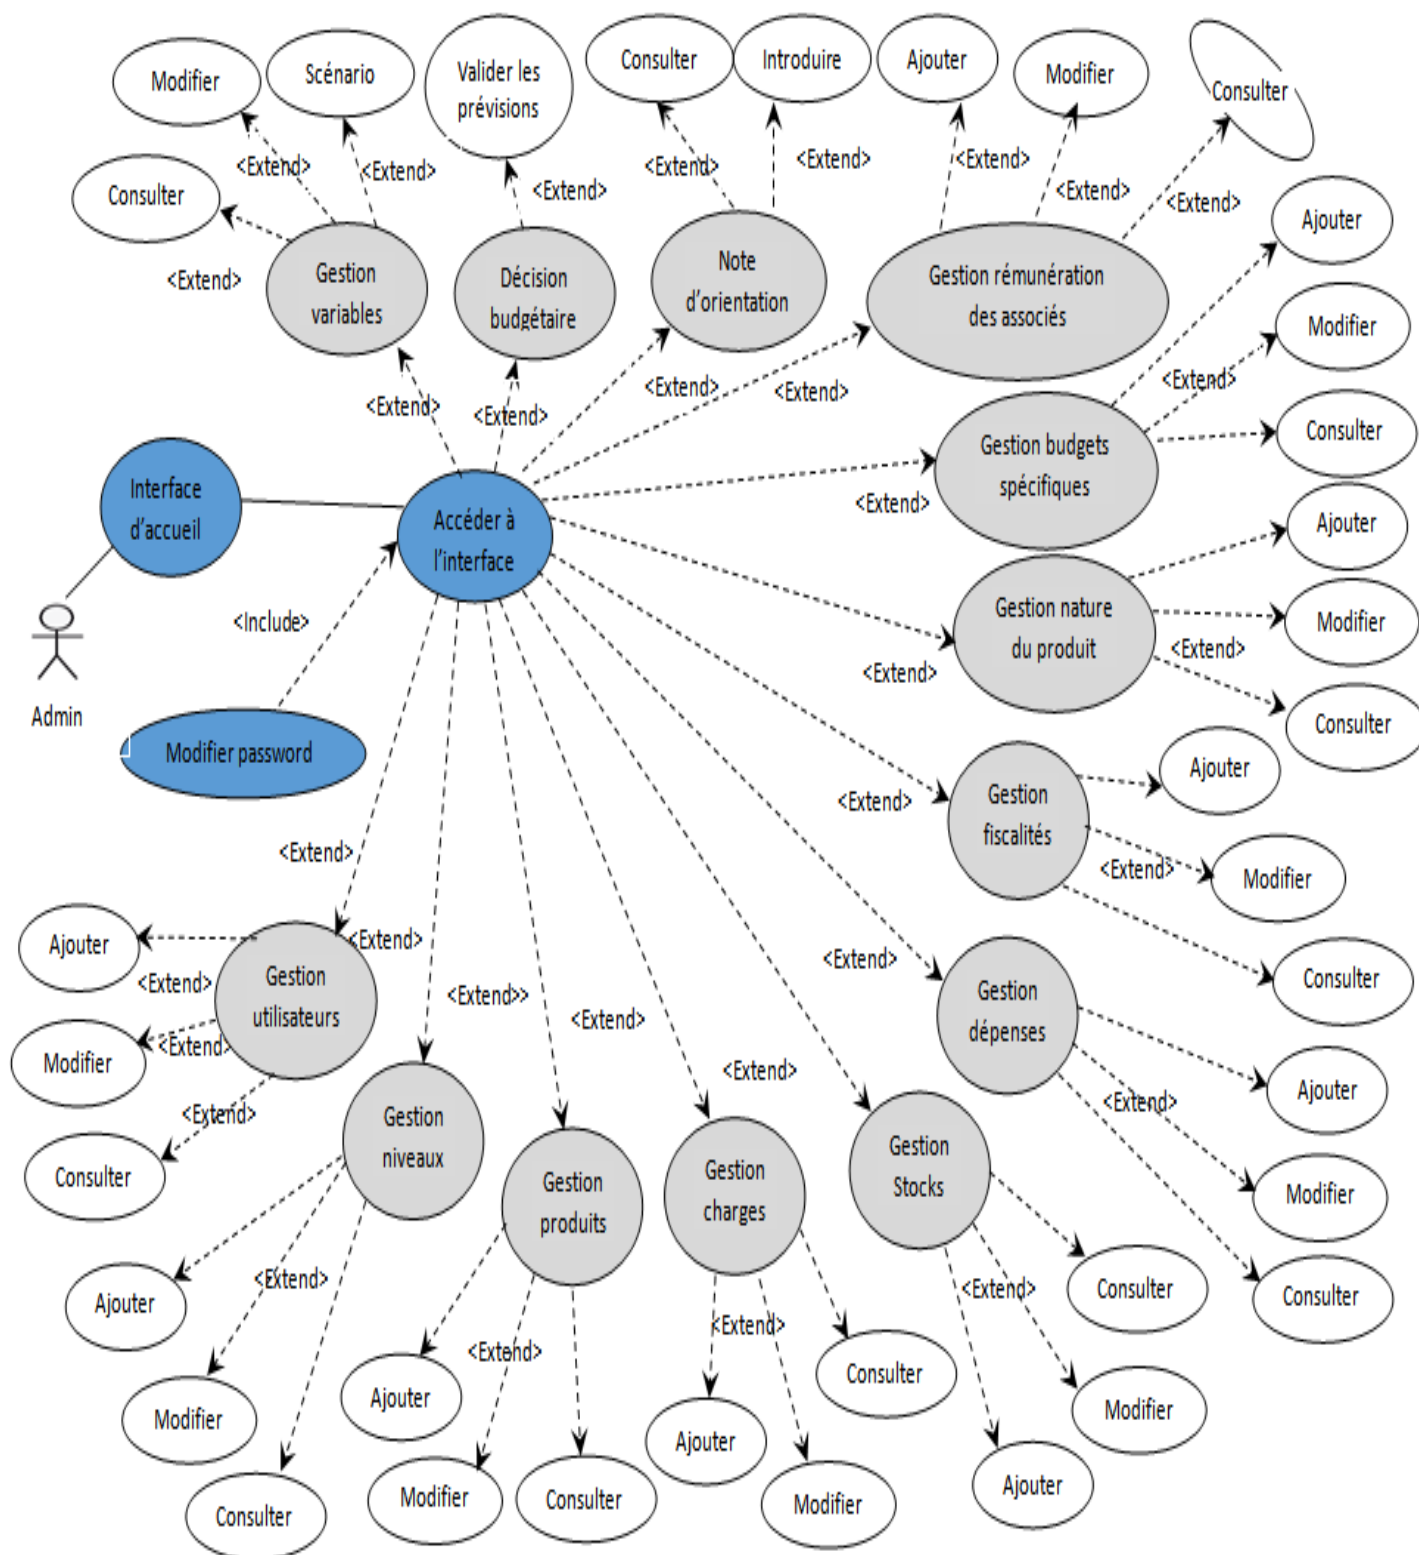 Modifier
Scénario
Valider les
prévisions
Consulter
Introduire
Ajouter
Modifier
Consulter
<Extend>
<Extend>
<Extend>
<Extend>
<Extend>
<Extend>
<Extend>
<Extend>
Consulter
<Extend>
Gestion
variables
Décision
budgétaire
Note
d'orientation
Gestion rémunération
des associés
Ajouter
Modifier
<Extend>
<Extend>
<Extend>
<Extend>
<Extend>
Gestion budgets
spécifiques
Consulter
<Extend>
Interface
d'accueil
Accéder à
l'interface
Ajouter
<Include>
Gestion nature
du produit
Modifier
<Extend>
<Extend>
Consulter
Admin
Modifier password
Ajouter
<Extend>
Gestion
fiscalités
<Extend>
Modifier
<Extend>
Ajouter
<Extend>
<Extend>
Consulter
Gestion
utilisateurs
<Extend>
<Extend>>
<Extend>
Gestion
dépenses
Modifier
<Extend>
<Extend>
Ajouter
<Extend>
<Extend>
Modifier
Consulter
Gestion
niveaux
Gestion
produits
Gestion
charges
Gestion
Stocks
Consulter
Ajouter
<Extend>
<Extend>
Consulter
<Extend>
<Extend>
Consulter
Modifier
Ajouter
Modifier
Ajouter
Consulter
Modifier
Consulter
Modifier
Ajouter